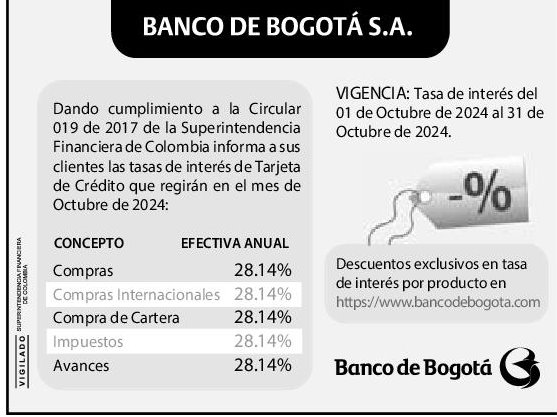 BANCO DE BOGOTÁ S.A.
Dando cumplimiento a la Circular
019 de 2017 de la Superintendencia
Financiera de Colombia informa a sus
clientes las tasas de interés de Tarjeta
de Crédito que regirán en el mes de
Octubre de 2024:
CONCEPTO EFECTIVA ANUAL
Compras 28.14%
Compras Internacionales 28.14%
Compra de Cartera 28.14%
Impuestos 28.14%
Avances 28.14%
VIGENCIA: Tasa de interés del
01 de Octubre de 2024 al 31 de
Octubre de 2024.
-%
Descuentos exclusivos en tasa
de interés por producto en
https://www.bancodebogota.com
Banco de Bogotá
VIGILADO SUPERINTENDENCIA FINANCIERA
DE COLOMBIA